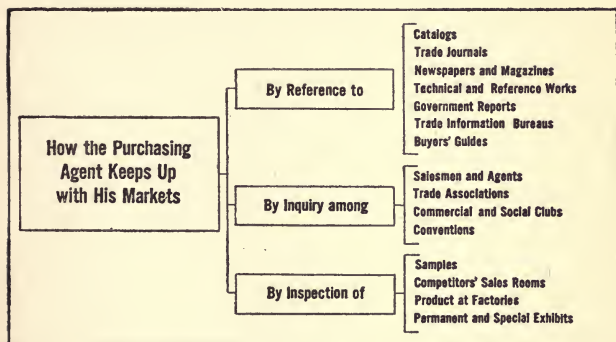 How the Purchasing
Agent Keeps Up
with His Markets
By Reference to
Catalogs
Trade Journals
Newspapers and Magazines
Technical and Reference Works
Government Reports
Trade Information Bureaus
Buyers' Guides
By Inquiry among
Salesmen and Agents
Trade Associations
Commercial and Social Clubs
Conventions
By Inspection of
Samples
Competitors' Sales Rooms
Product at Factories
Permanent and Special Exhibits